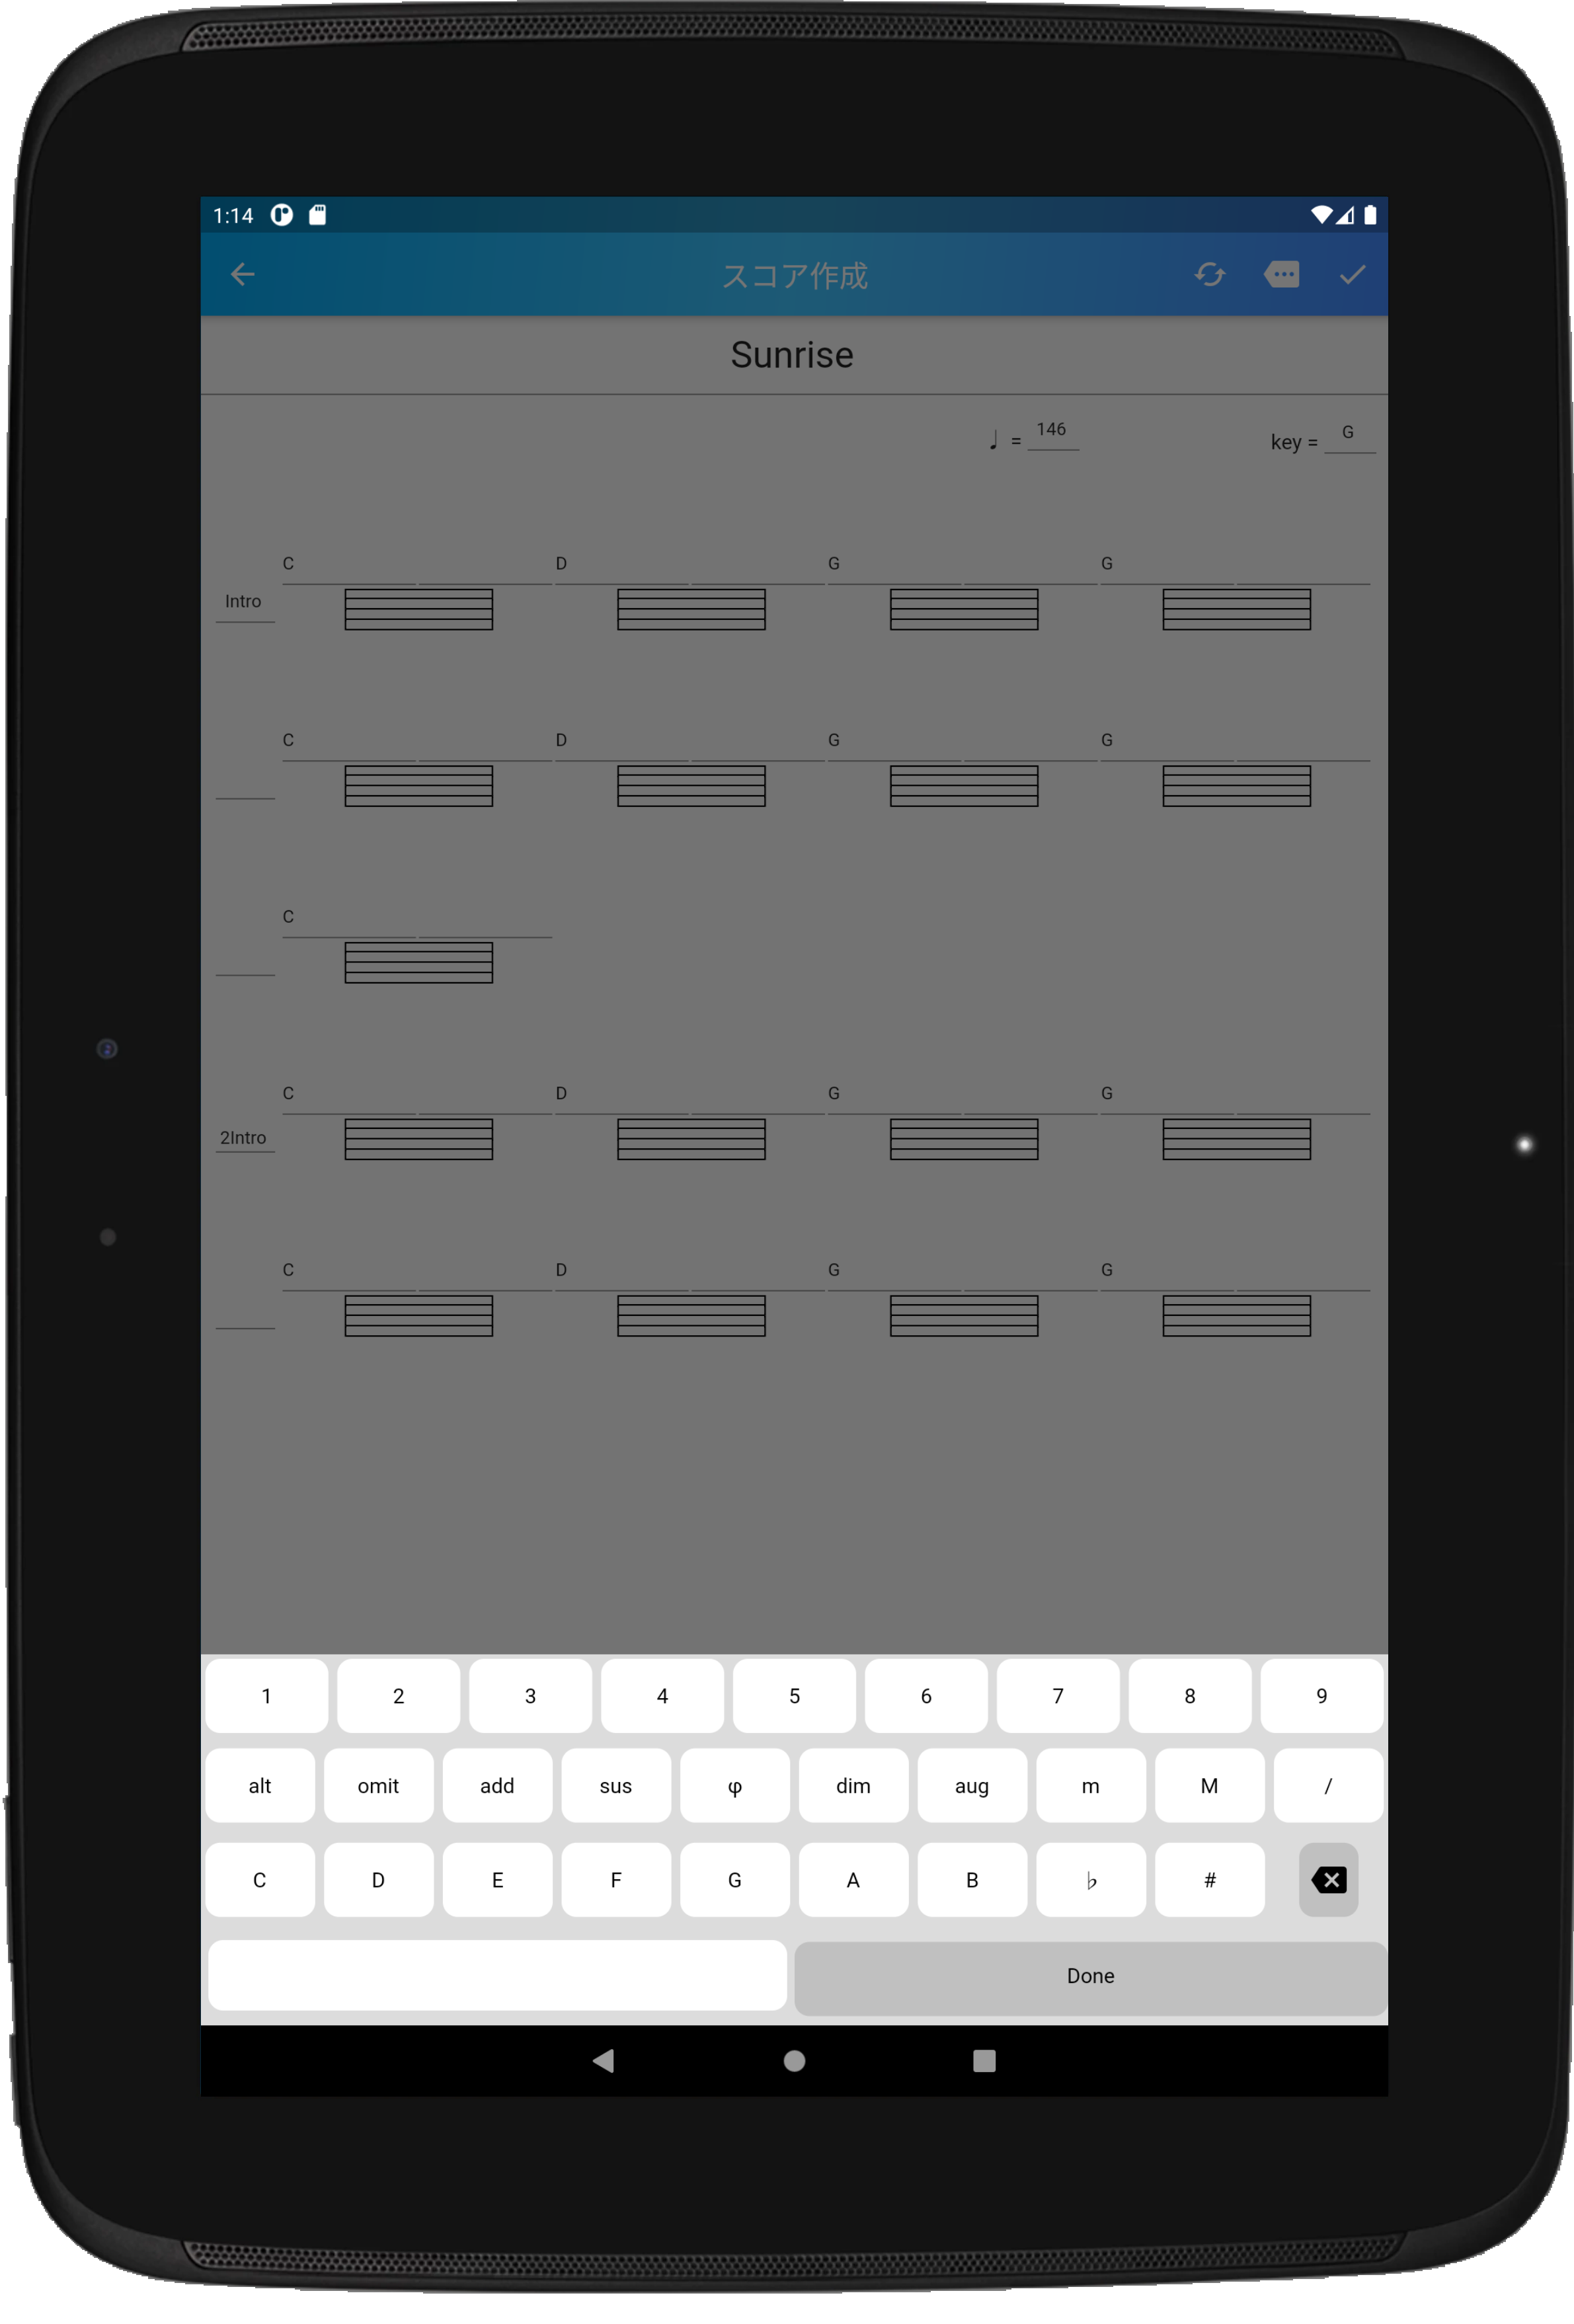 1:14
スコア作成
Sunrise
♩ = 146 key = G
C D G G
Intro
C D G G
C
C D G G
2Intro
C D G G
1 2 3 4 5 6 7 8 9
alt omit add sus φ dim aug m M /
C D E F G A B ♭ #
Done